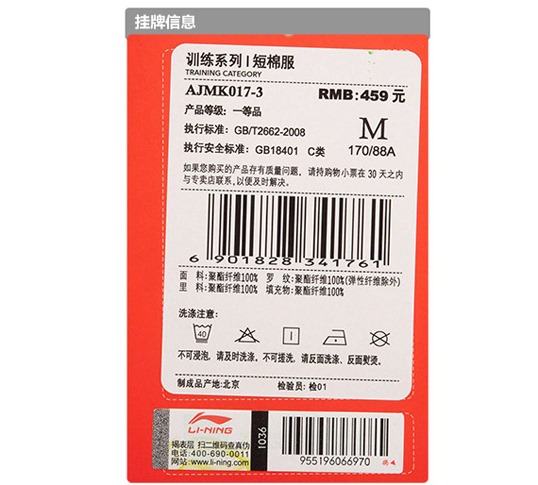 挂牌信息
训练系列 | 短棉服
TRAINING CATEGORY
AJMK017-3 RMB:459 元
产品等级: 一等品
执行标准: GB/T2662-2008 M
执行安全标准: GB18401 C类 170/88A
如果您购买的产品存有质量问题，请持购物小票在 30 天之内
与专卖店联系，以便及时解决。
6 901828 341761
面 料:聚酯纤维100% 罗 纹:聚酯纤维100%(弹性纤维除外)
里 料:聚酯纤维100% 填充物:聚酯纤维100%
洗涤注意:
40
不可浸泡，请及时洗涤。不可摇洗，请反面洗涤、反面熨烫。
制成品产地:北京 检验员: 检01
LI-NING
揭表层 扫二维码查真伪
电话:400-690-0011
网站:www.li-ning.com
1036
955196066970